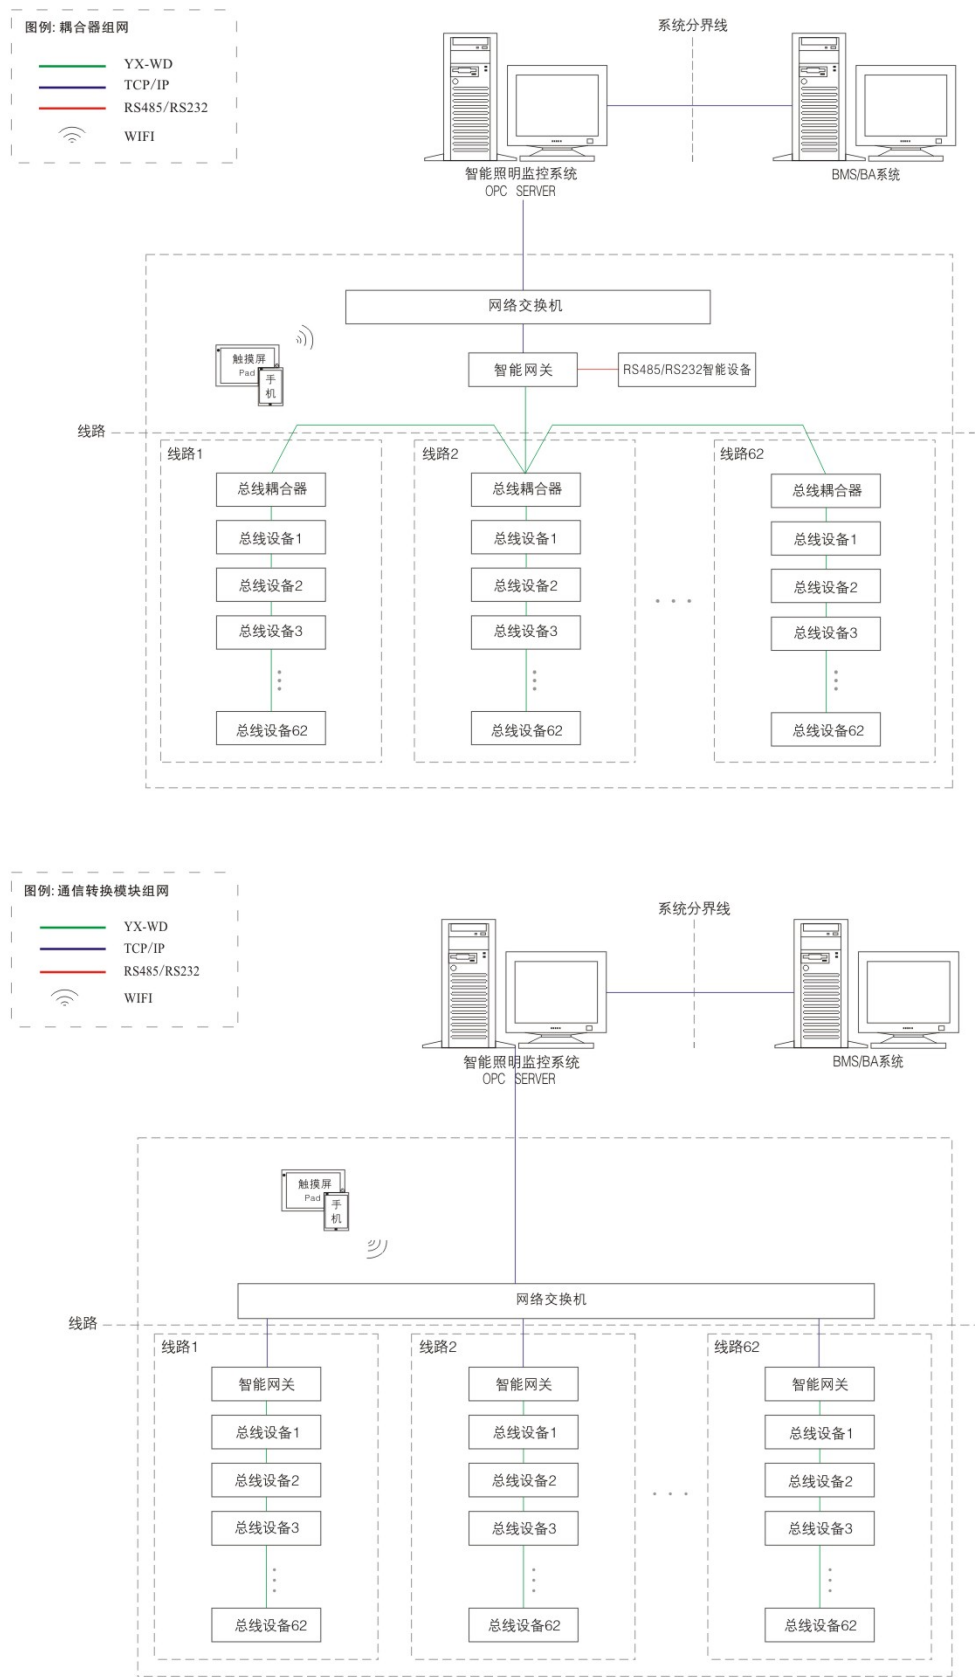 图例: 耦合器组网
YX-WD
TCP/IP
RS485/RS232
WIFI
系统分界线
智能照明监控系统
OPC SERVER
BMS/BA系统
网络交换机
触摸屏
Pad
手
机
智能网关
RS485/RS232智能设备
线路
线路1
线路2
线路62
总线耦合器
总线耦合器
总线耦合器
总线设备1
总线设备1
总线设备1
总线设备2
总线设备2
总线设备2
总线设备3
总线设备3
总线设备3
总线设备62
总线设备62
总线设备62
图例: 通信转换模块组网
YX-WD
TCP/IP
RS485/RS232
WIFI
系统分界线
智能照明监控系统
OPC SERVER
BMS/BA系统
触摸屏
Pad
手
机
网络交换机
线路
线路1
线路2
线路62
智能网关
智能网关
智能网关
总线设备1
总线设备1
总线设备1
总线设备2
总线设备2
总线设备2
总线设备3
总线设备3
总线设备3
总线设备62
总线设备62
总线设备62